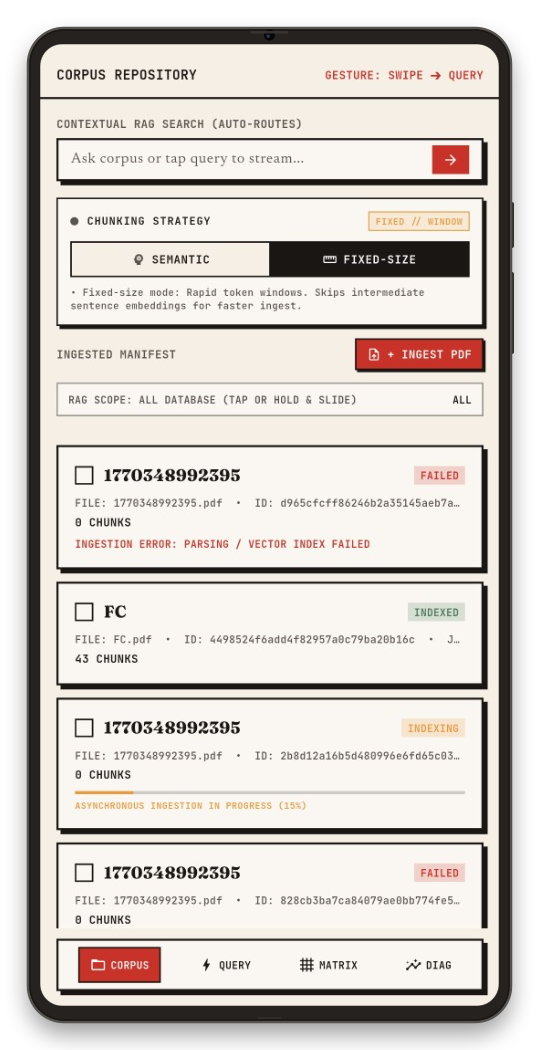 CORPUS REPOSITORY
GESTURE: SWIPE → QUERY
CONTEXTUAL RAG SEARCH (AUTO-ROUTES)
Ask corpus or tap query to stream...
CHUNKING STRATEGY
FIXED // WINDOW
SEMANTIC
FIXED-SIZE
• Fixed-size mode: Rapid token windows. Skips intermediate
sentence embeddings for faster ingest.
INGESTED MANIFEST
+ INGEST PDF
RAG SCOPE: ALL DATABASE (TAP OR HOLD & SLIDE)
ALL
1770348992395
FAILED
FILE: 1770348992395.pdf • ID: d965cfcff86246b2a35145aeb7a…
0 CHUNKS
INGESTION ERROR: PARSING / VECTOR INDEX FAILED
FC
INDEXED
FILE: FC.pdf • ID: 4498524f6add4f82957a0c79ba20b16c • J…
43 CHUNKS
1770348992395
INDEXING
FILE: 1770348992395.pdf • ID: 2b8d12a16b5d480996e6fd65c03…
0 CHUNKS
ASYNCHRONOUS INGESTION IN PROGRESS (15%)
1770348992395
FAILED
FILE: 1770348992395.pdf • ID: 828cb3ba7ca84079ae0bb774fe5…
0 CHUNKS
CORPUS
QUERY
MATRIX
DIAG